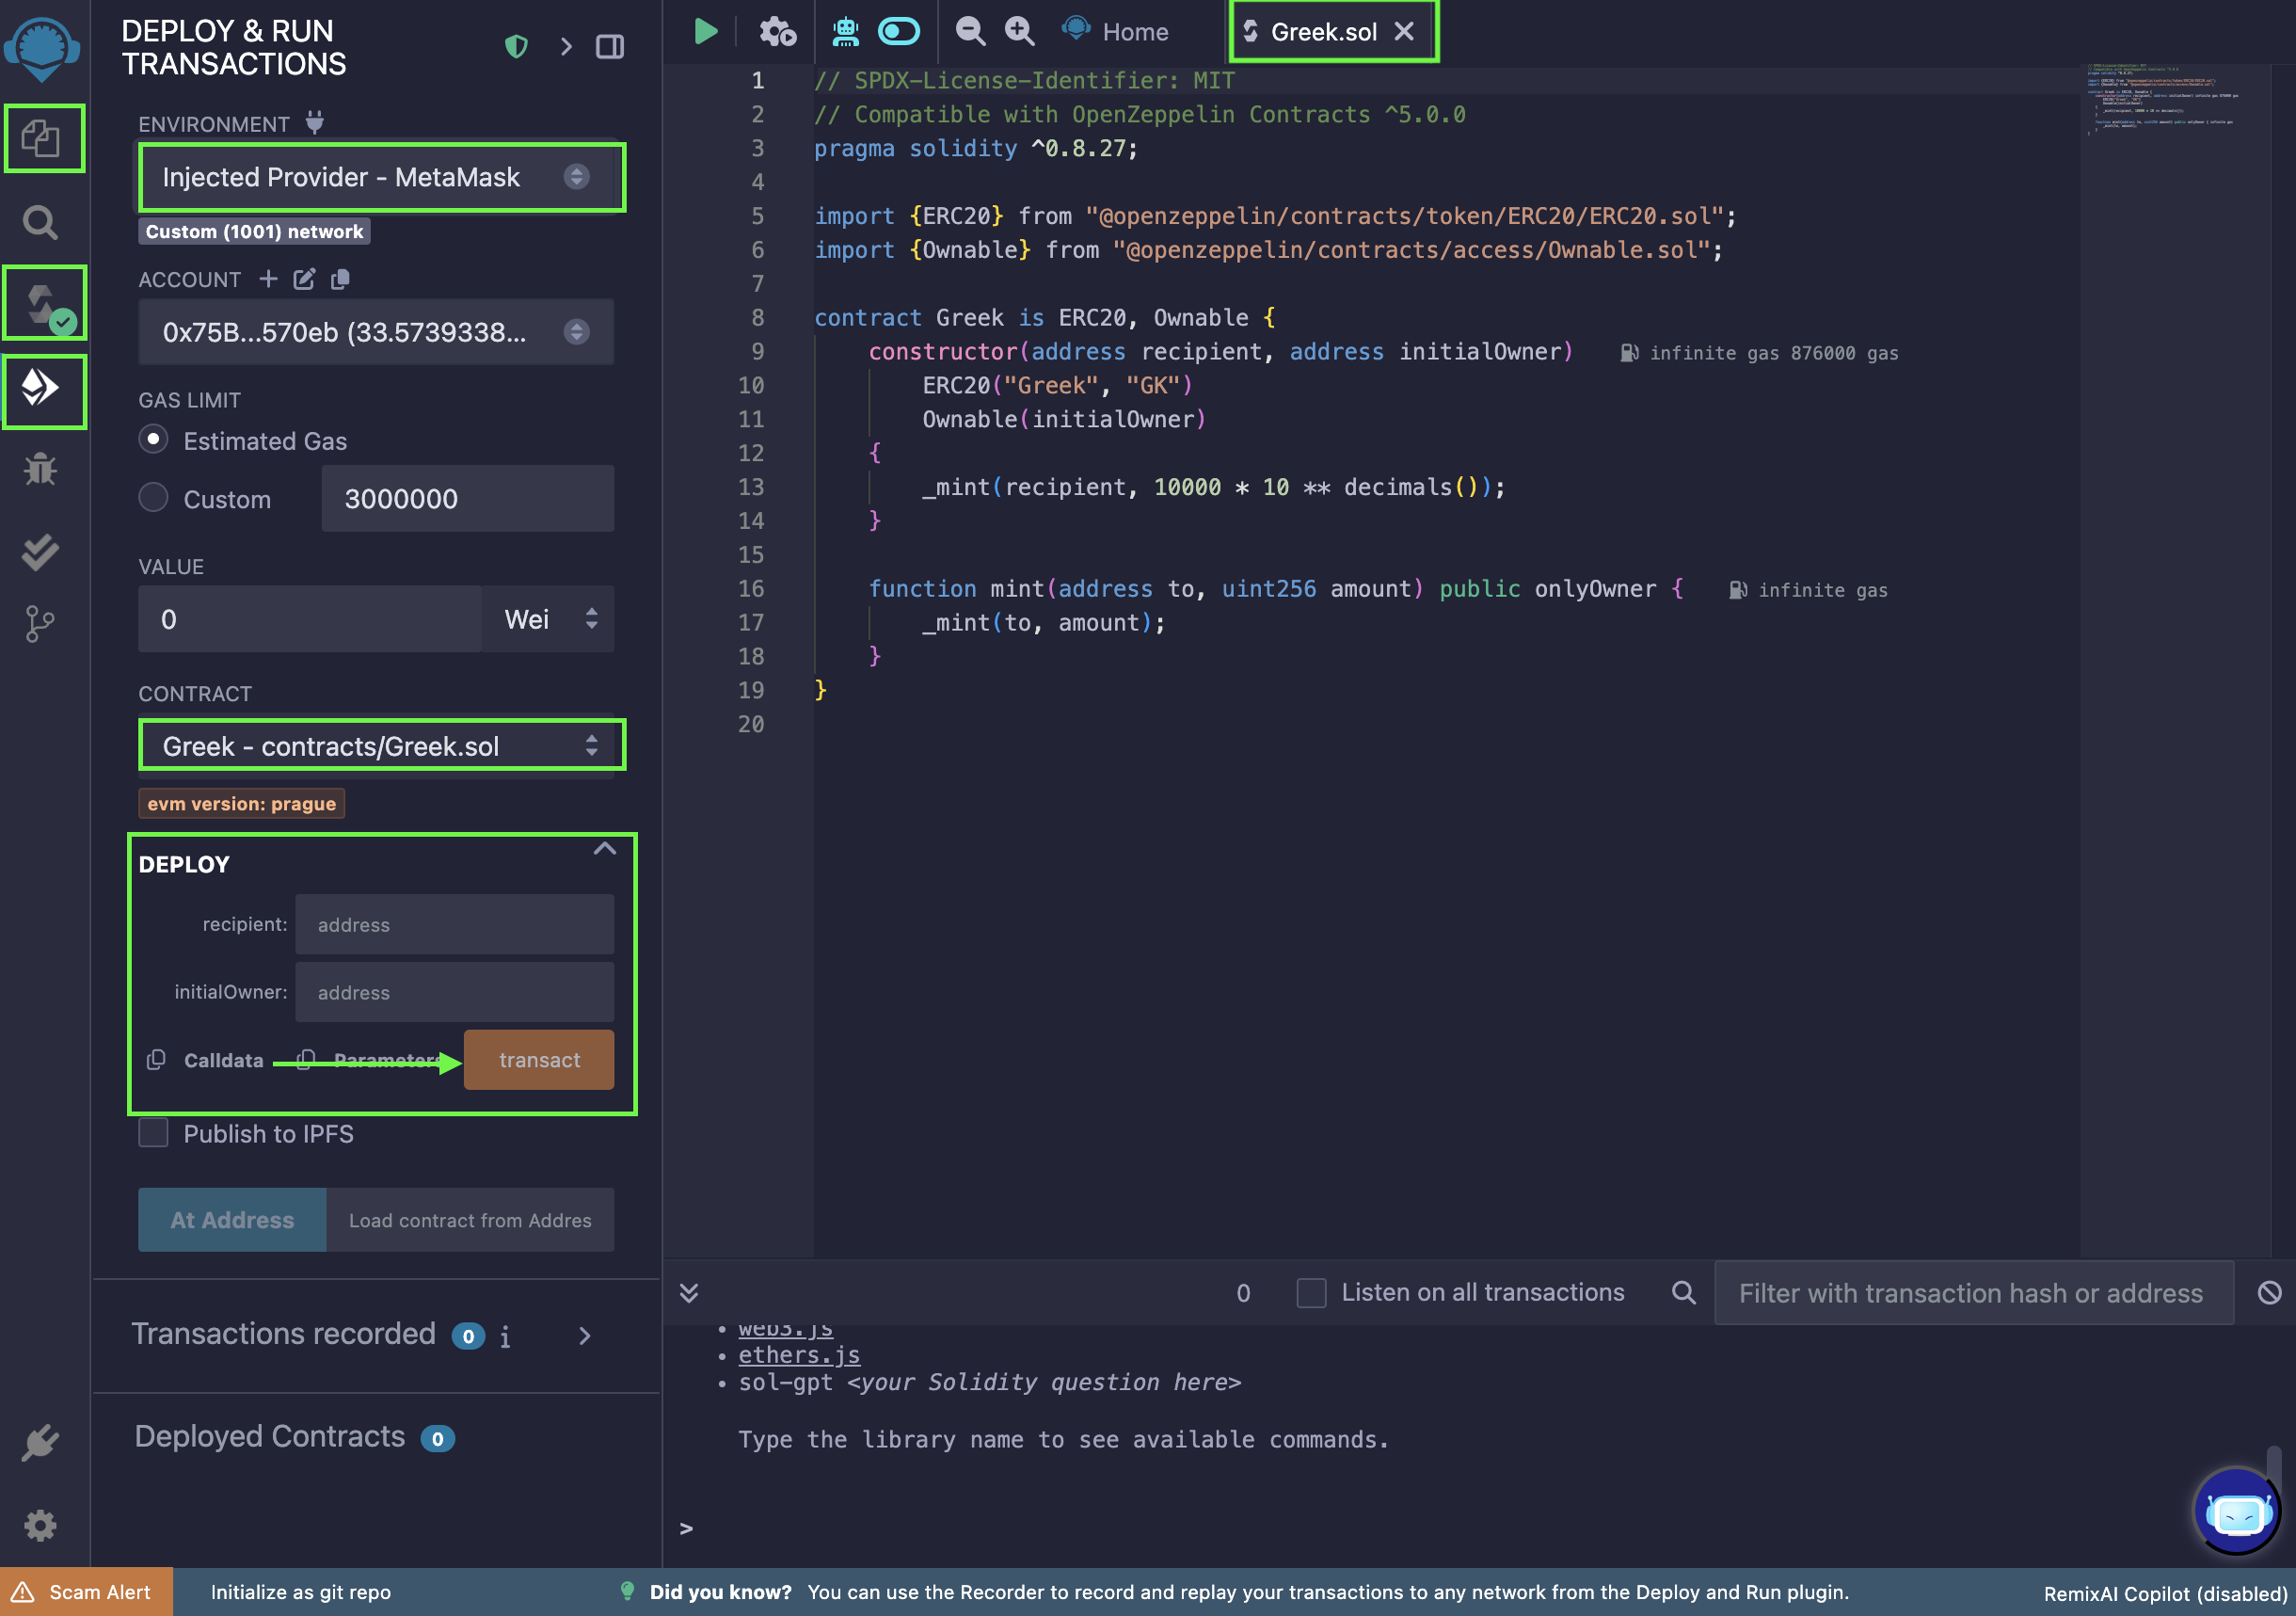 DEPLOY & RUN
TRANSACTIONS
ENVIRONMENT
Injected Provider - MetaMask
Custom (1001) network
ACCOUNT
0x75B...570eb (33.5739338...
GAS LIMIT
Estimated Gas
Custom
3000000
VALUE
0
Wei
CONTRACT
Greek - contracts/Greek.sol
evm version: prague
DEPLOY
recipient:
address
initialOwner:
address
Calldata
Parameters
transact
Publish to IPFS
At Address
Load contract from Addres
Transactions recorded 0 i
Deployed Contracts 0
Home
Greek.sol
1 // SPDX-License-Identifier: MIT
2 // Compatible with OpenZeppelin Contracts ^5.0.0
3 pragma solidity ^0.8.27;
4
5 import {ERC20} from "@openzeppelin/contracts/token/ERC20/ERC20.sol";
6 import {Ownable} from "@openzeppelin/contracts/access/Ownable.sol";
7
8 contract Greek is ERC20, Ownable {
9 constructor(address recipient, address initialOwner) infinite gas 876000 gas
10 ERC20("Greek", "GK")
11 Ownable(initialOwner)
12 {
13 _mint(recipient, 10000 * 10 ** decimals());
14 }
15
16 function mint(address to, uint256 amount) public onlyOwner { infinite gas
17 _mint(to, amount);
18 }
19 }
20
0
Listen on all transactions
Filter with transaction hash or address
• web3.js
• ethers.js
• sol-gpt <your Solidity question here>
Type the library name to see available commands.
>
Scam Alert
Initialize as git repo
Did you know? You can use the Recorder to record and replay your transactions to any network from the Deploy and Run plugin.
RemixAI Copilot (disabled)